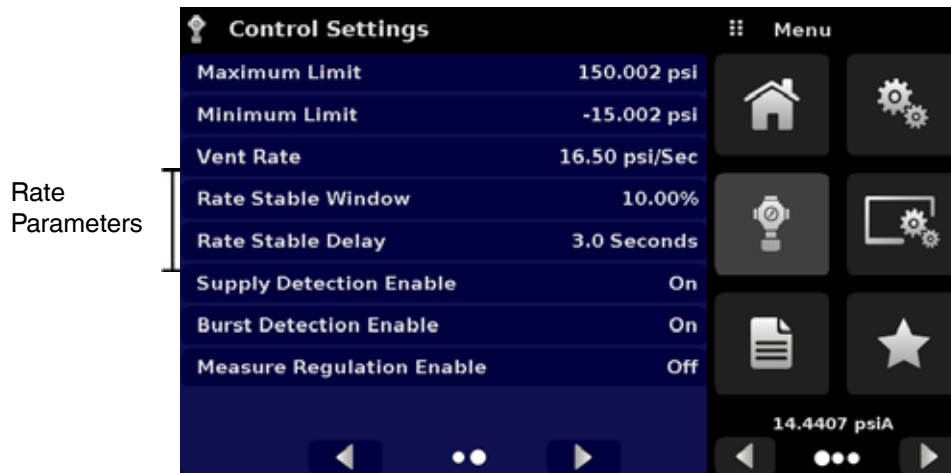 Control Settings
Menu
Maximum Limit 150.002 psi
Minimum Limit -15.002 psi
Vent Rate 16.50 psi/Sec
Rate Parameters
Rate Stable Window 10.00%
Rate Stable Delay 3.0 Seconds
Supply Detection Enable On
Burst Detection Enable On
Measure Regulation Enable Off
14.4407 psiA